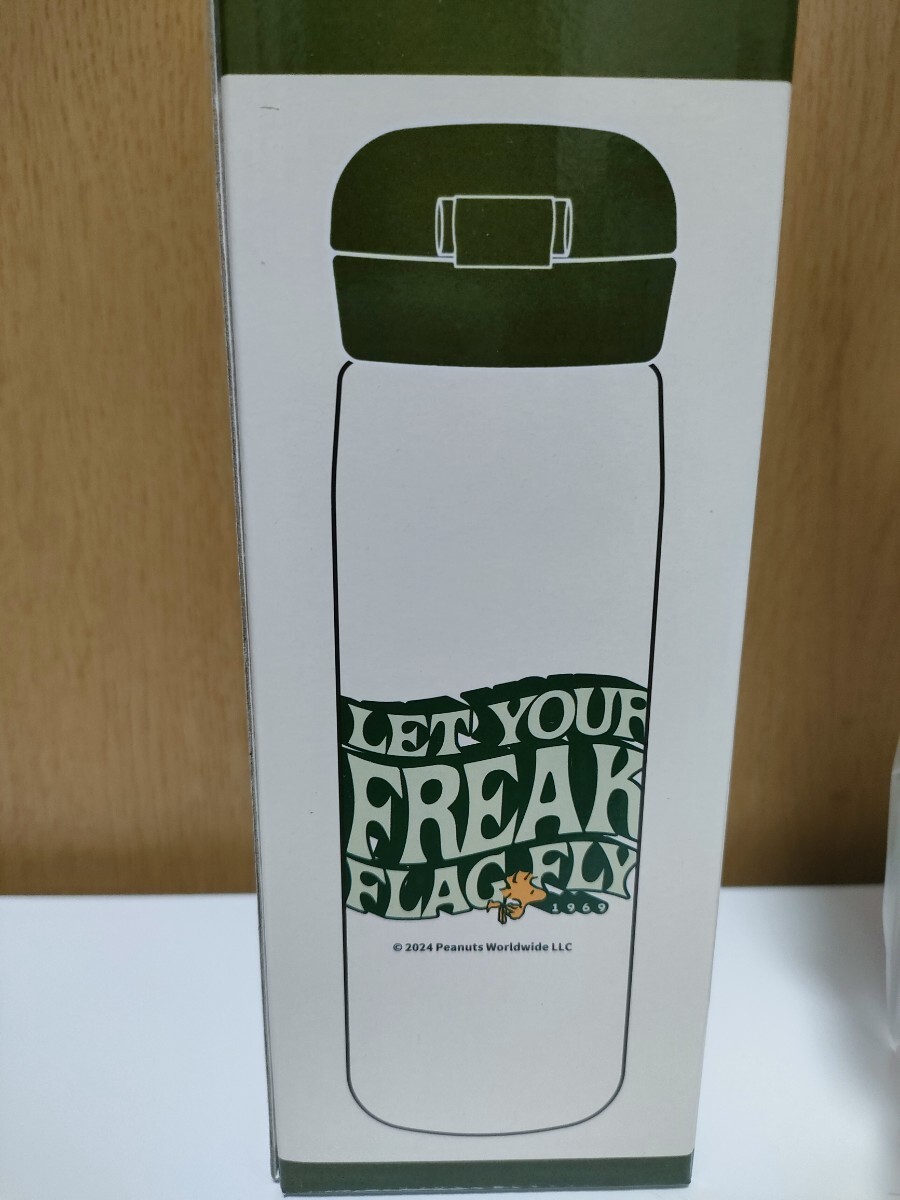 LET YOUR
FREAK
FLAG FLY
1969
© 2024 Peanuts Worldwide LLC